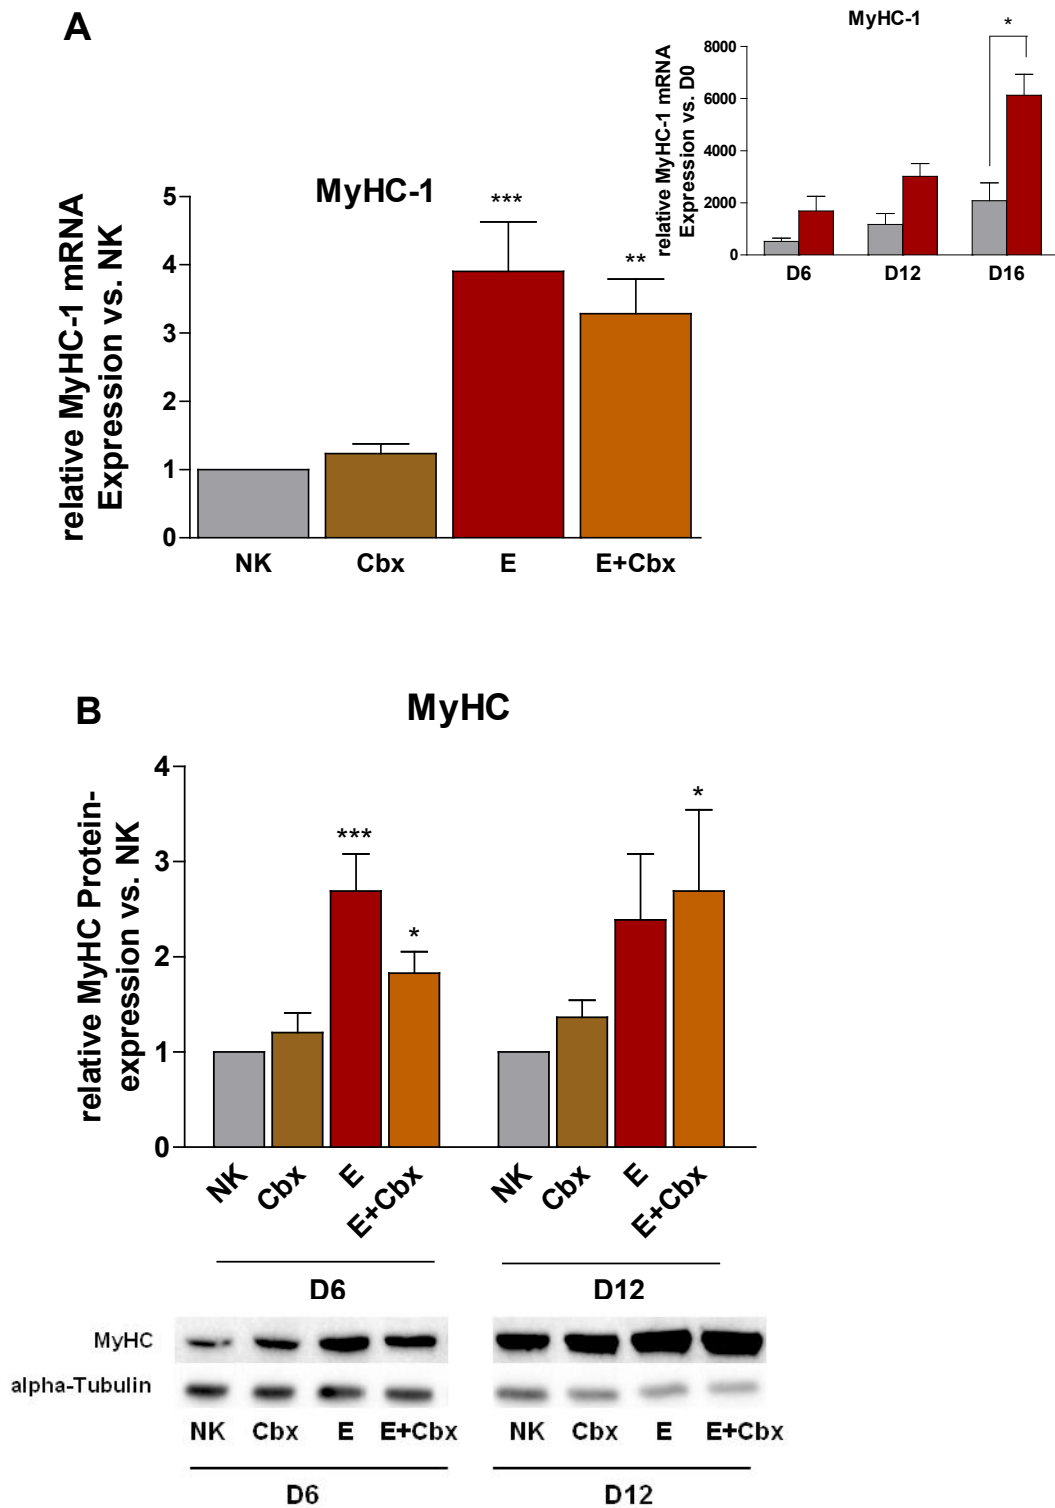 A
MyHC-1
*
relative MyHC-1 mRNA
Expression vs. D0
8000
6000
4000
2000
0
D6 D12 D16
MyHC-1
relative MyHC-1 mRNA
Expression vs. NK
5
4
3
2
1
0
***
**
NK Cbx E E+Cbx
B
MyHC
relative MyHC Protein-
expression vs. NK
4
3
2
1
0
***
*
*
NK Cbx E E+Cbx NK Cbx E E+Cbx
D6 D12
MyHC
alpha-Tubulin
NK Cbx E E+Cbx NK Cbx E E+Cbx
D6 D12